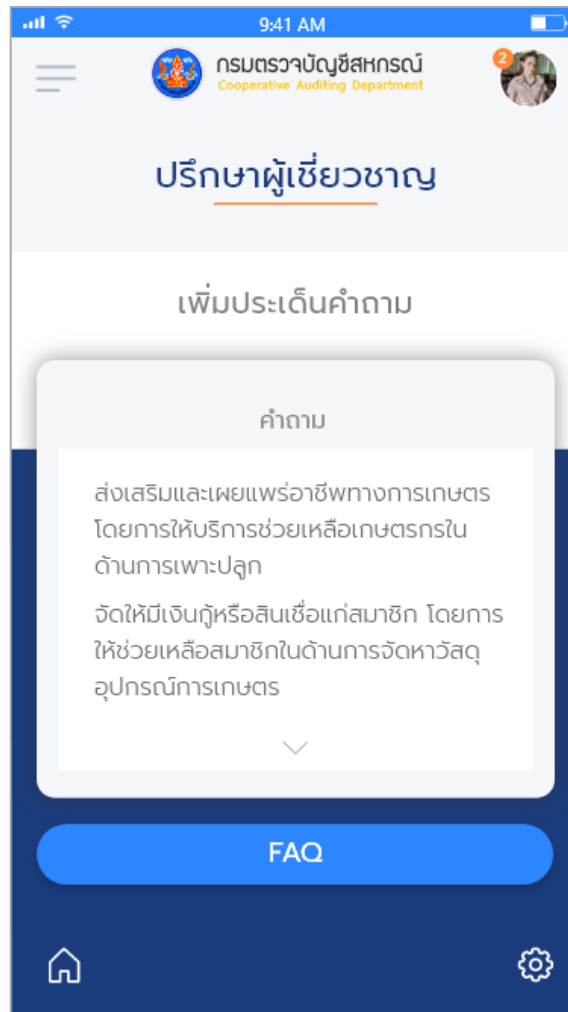 9:41 AM
กรมตรวจบัญชีสหกรณ์
Cooperative Auditing Department
2
ปรึกษาผู้เชี่ยวชาญ
เพิ่มประเด็นคำถาม
คำถาม
ส่งเสริมและเผยแพร่อาชีพทางการเกษตร
โดยการให้บริการช่วยเหลือเกษตรกรใน
ด้านการเพาะปลูก
จัดให้มีเงินกู้หรือสินเชื่อแก่สมาชิก โดยการ
ให้ช่วยเหลือสมาชิกในด้านการจัดหาวัสดุ
อุปกรณ์การเกษตร
FAQ